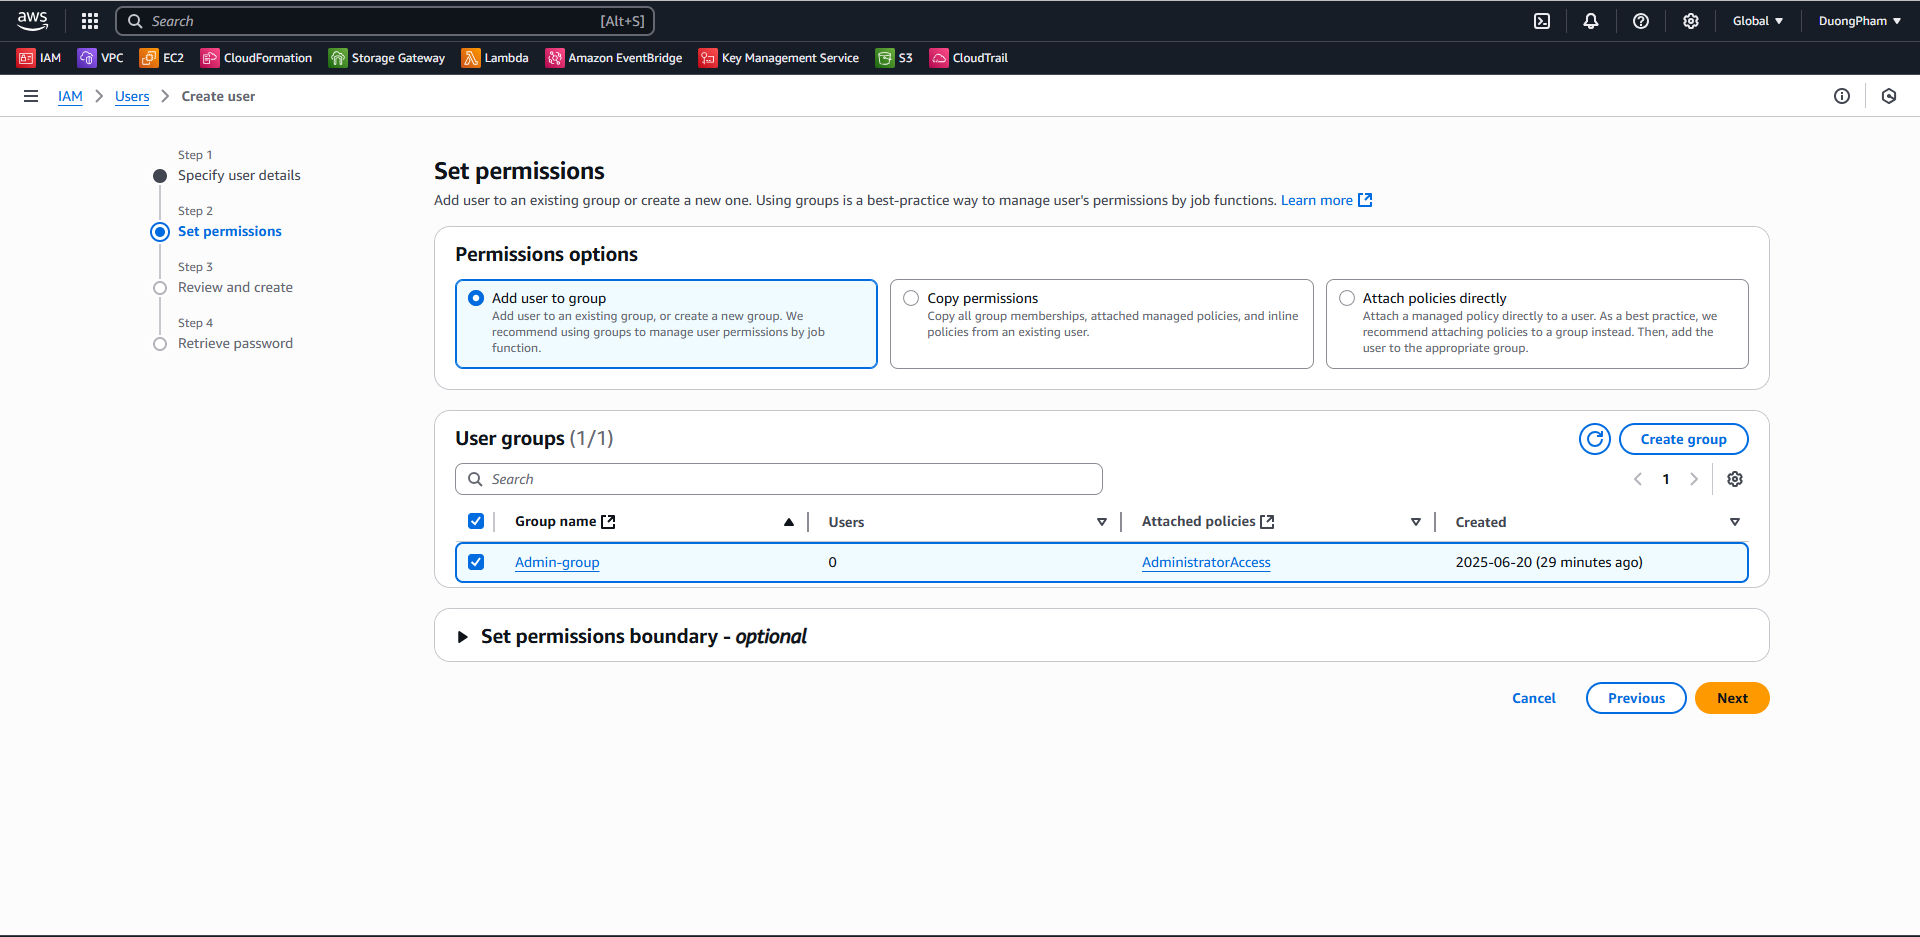 aws
Search [Alt+S]
Global
DuongPham
IAM
VPC
EC2
CloudFormation
Storage Gateway
Lambda
Amazon EventBridge
Key Management Service
S3
CloudTrail
IAM
Users
Create user
Step 1
Specify user details
Step 2
Set permissions
Step 3
Review and create
Step 4
Retrieve password
Set permissions
Add user to an existing group or create a new one. Using groups is a best-practice way to manage user's permissions by job functions. Learn more
Permissions options
Add user to group
Add user to an existing group, or create a new group. We
recommend using groups to manage user permissions by job
function.
Copy permissions
Copy all group memberships, attached managed policies, and inline
policies from an existing user.
Attach policies directly
Attach a managed policy directly to a user. As a best practice, we
recommend attaching policies to a group instead. Then, add the
user to the appropriate group.
User groups (1/1)
Create group
Search
1
Group name
Users
Attached policies
Created
Admin-group
0
AdministratorAccess
2025-06-20 (29 minutes ago)
Set permissions boundary - optional
Cancel
Previous
Next